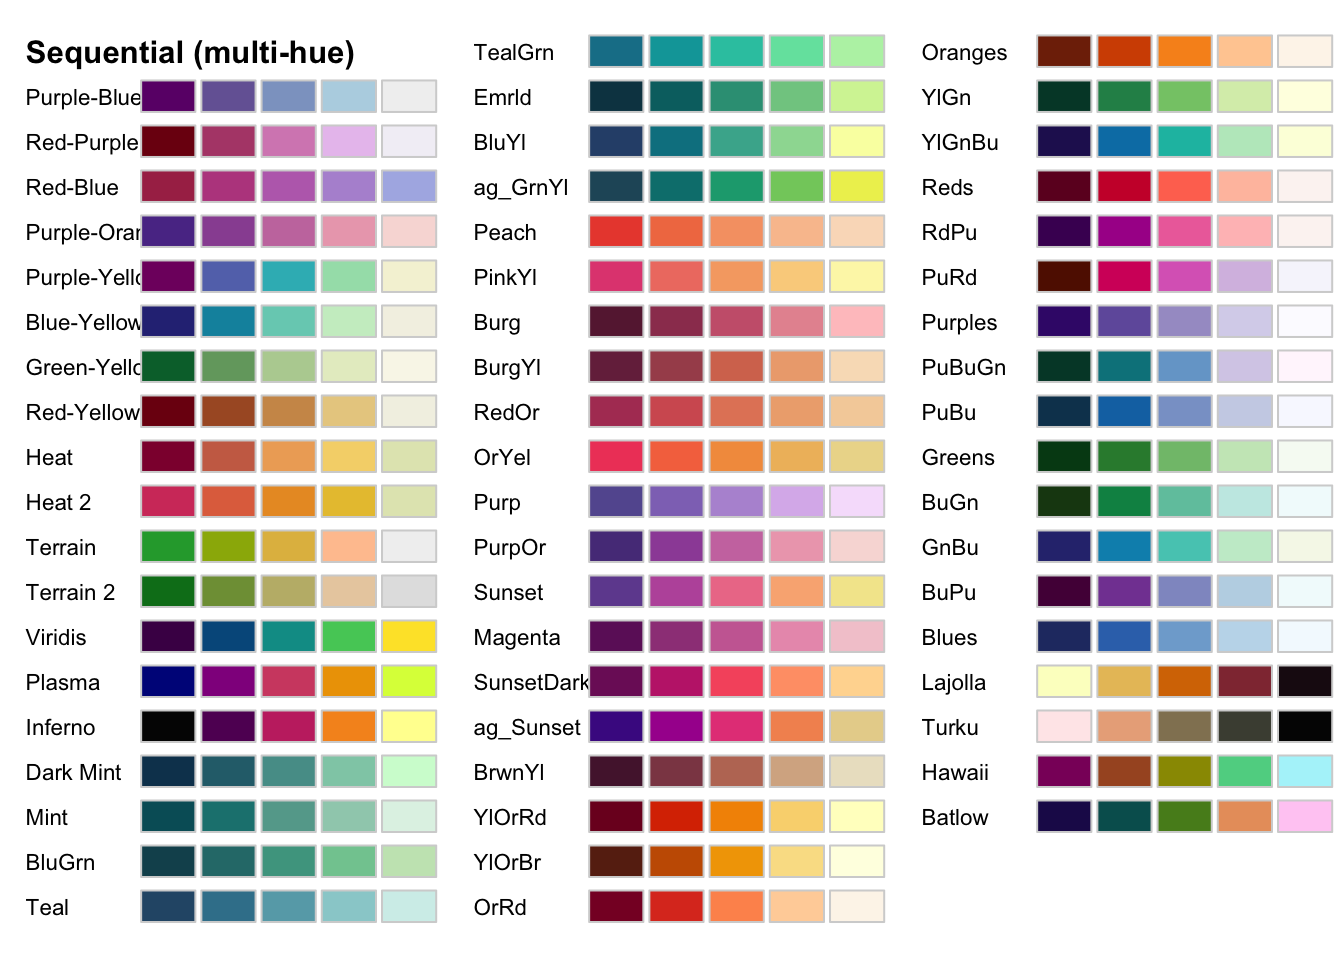 Sequential (multi-hue)
Purple-Blue
Red-Purple
Red-Blue
Purple-Oran
Purple-Yello
Blue-Yellow
Green-Yello
Red-Yellow
Heat
Heat 2
Terrain
Terrain 2
Viridis
Plasma
Inferno
Dark Mint
Mint
BluGrn
Teal
TealGrn
Emrld
BluYl
ag_GrnYl
Peach
PinkYl
Burg
BurgYl
RedOr
OrYel
Purp
PurpOr
Sunset
Magenta
SunsetDark
ag_Sunset
BrwnYl
YlOrRd
YlOrBr
OrRd
Oranges
YlGn
YlGnBu
Reds
RdPu
PuRd
Purples
PuBuGn
PuBu
Greens
BuGn
GnBu
BuPu
Blues
Lajolla
Turku
Hawaii
Batlow